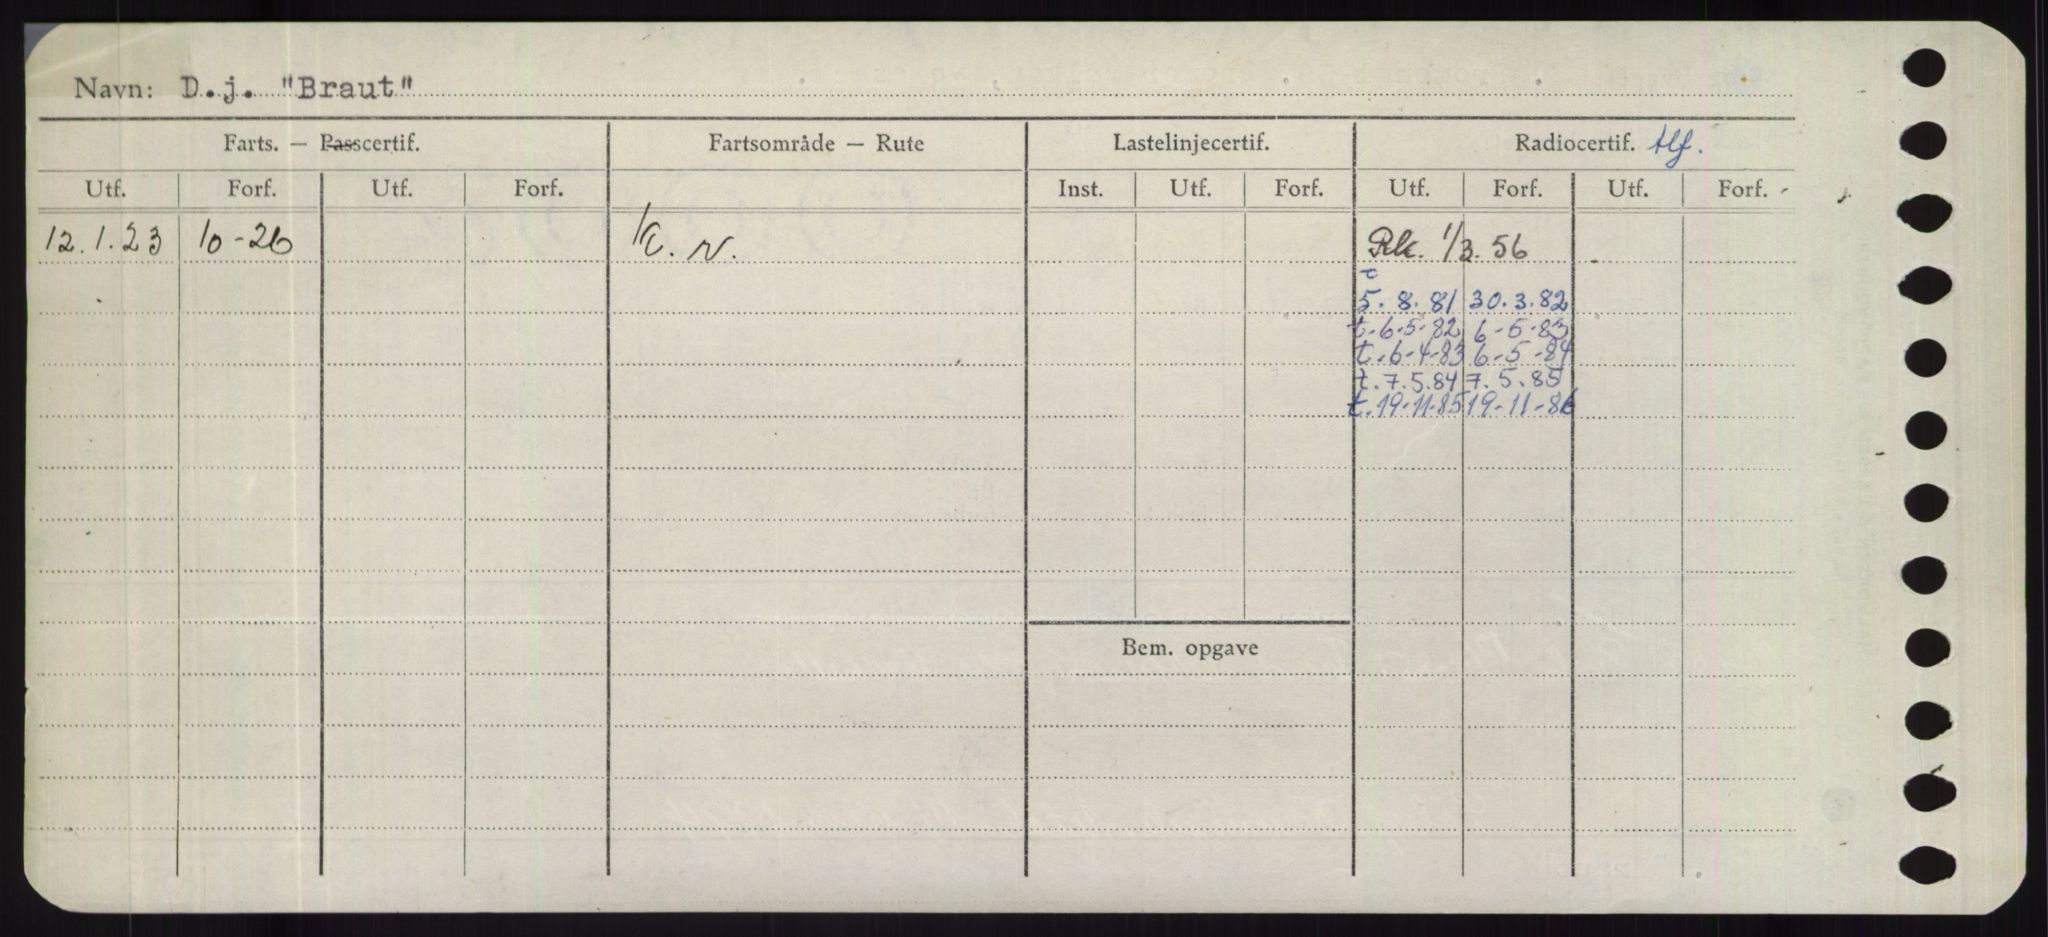 Navn: D.j. "Braut"
Farts. — Passcertif. Fartsområde — Rute Lastelinjecertif. Radiocertif. tlf.
Utf. Forf. Utf. Forf. Inst. Utf. Forf. Utf. Forf. Utf. Forf.
12.1.23 10-26 N. 1/3.56
5.8.81 30.3.82
t.6-5-82 6-5-83
t.6-4-83 6-5-84
t.7.5.84 7.5.85
t.19-11-85 19-11-86
Bem. opgave